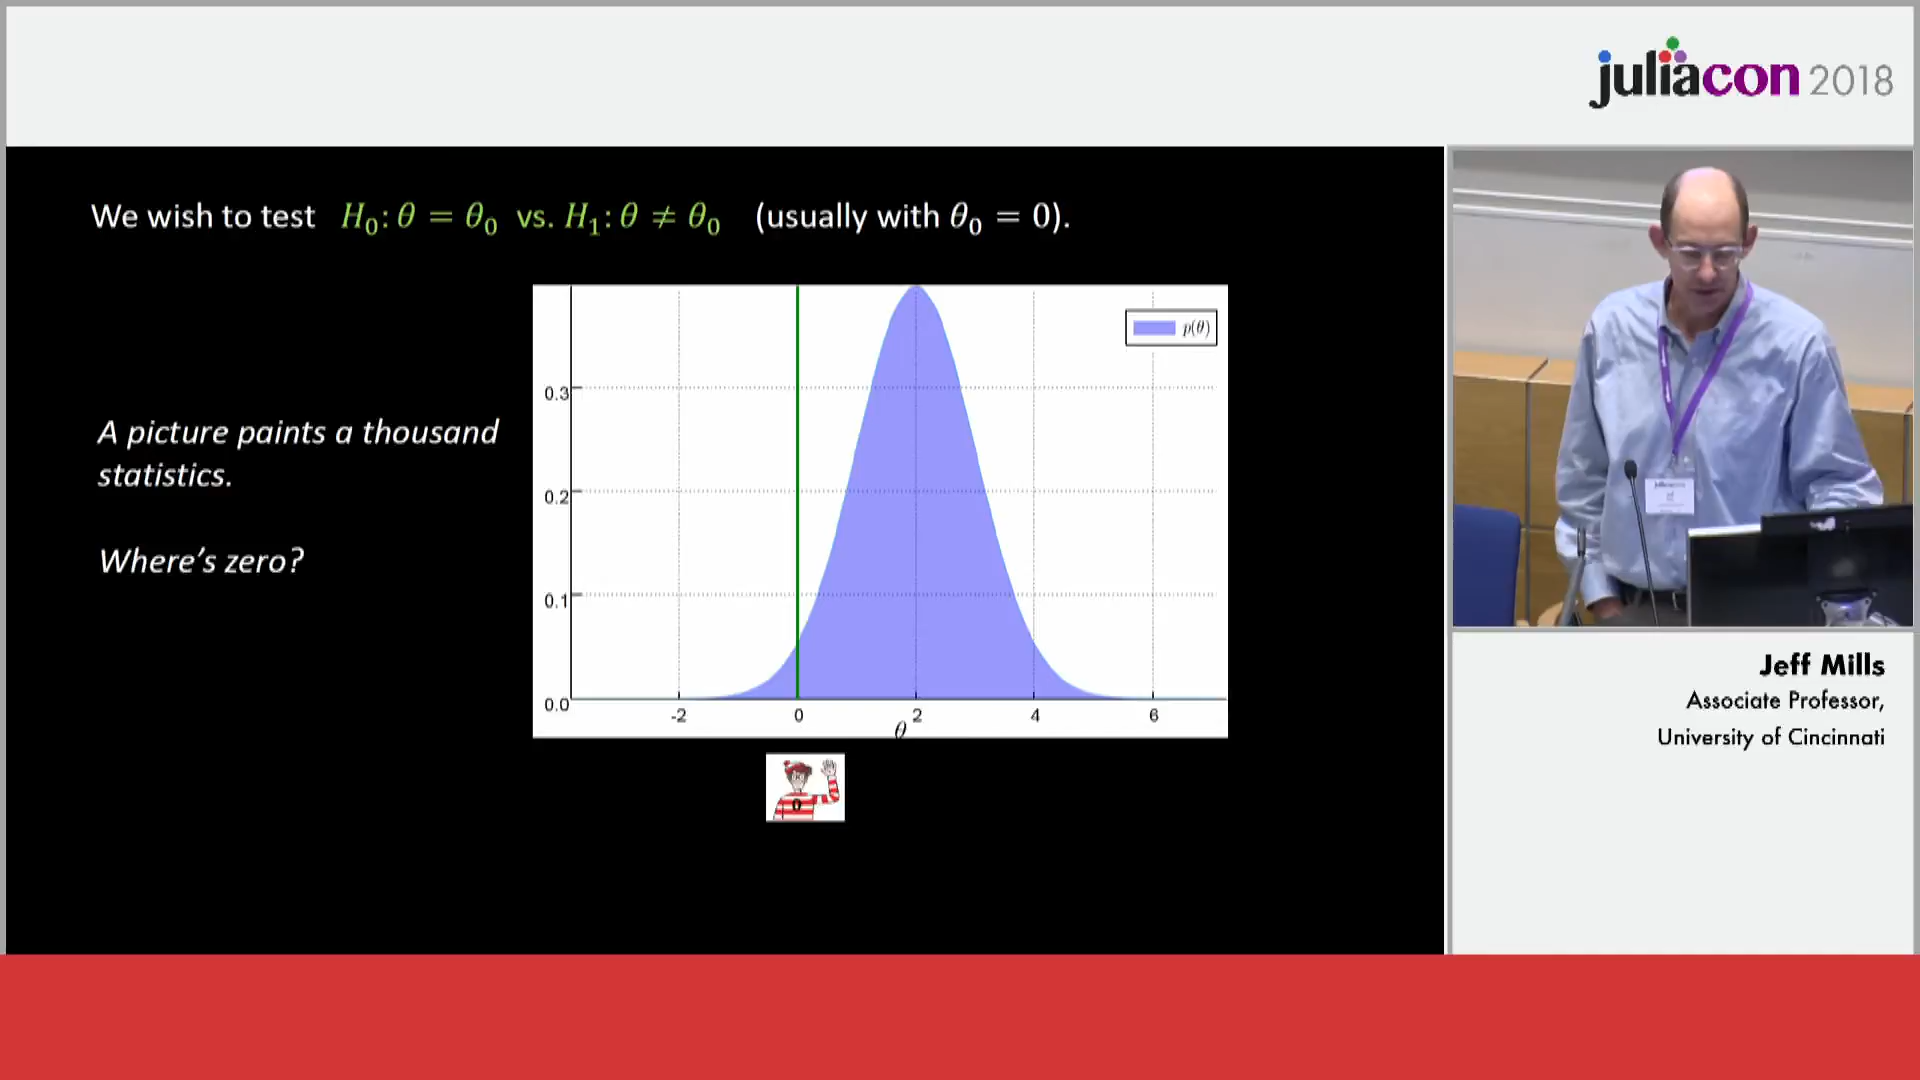 juliacon 2018
We wish to test H₀: θ = θ₀ vs. H₁: θ ≠ θ₀ (usually with θ₀ = 0).
A picture paints a thousand
statistics.
Where's zero?
p(θ)
0.3
0.2
0.1
0.0
-2 0 2 4 6
θ
0
Jeff Mills
Associate Professor,
University of Cincinnati